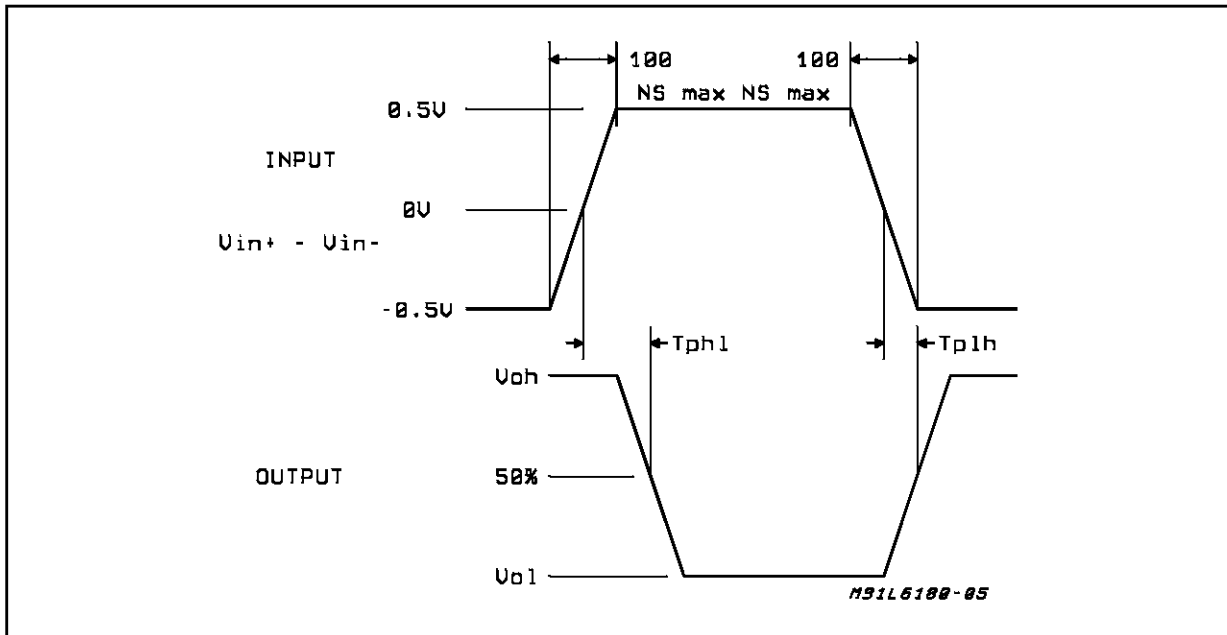 100 100
NS max NS max
0.5V
INPUT
0V
Vin+ - Vin-
-0.5V
Tphl Tplh
Voh
OUTPUT 50%
Vol
M91L6180-05